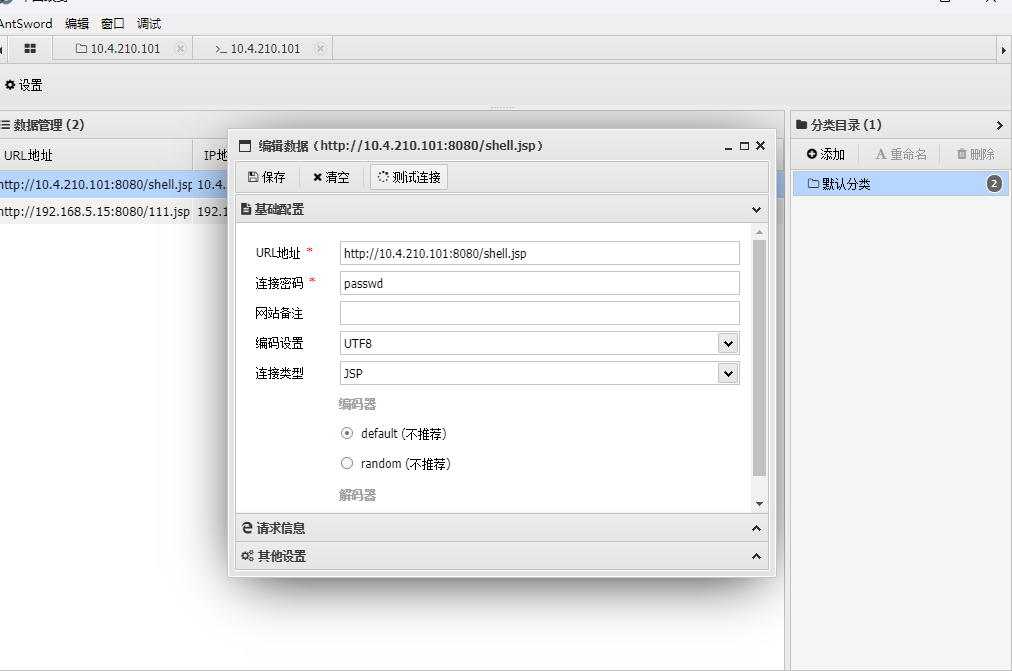 AntSword 编辑 窗口 调试
10.4.210.101 >_ 10.4.210.101
设置
数据管理 (2)
分类目录 (1)
URL地址 IP地
添加 重命名 删除
http://10.4.210.101:8080/shell.jsp 10.4.
默认分类 2
http://192.168.5.15:8080/111.jsp 192.1
编辑数据 ( http://10.4.210.101:8080/shell.jsp )
保存 清空 测试连接
基础配置
URL地址 * http://10.4.210.101:8080/shell.jsp
连接密码 * passwd
网站备注
编码设置 UTF8
连接类型 JSP
编码器
default (不推荐)
random (不推荐)
解码器
请求信息
其他设置